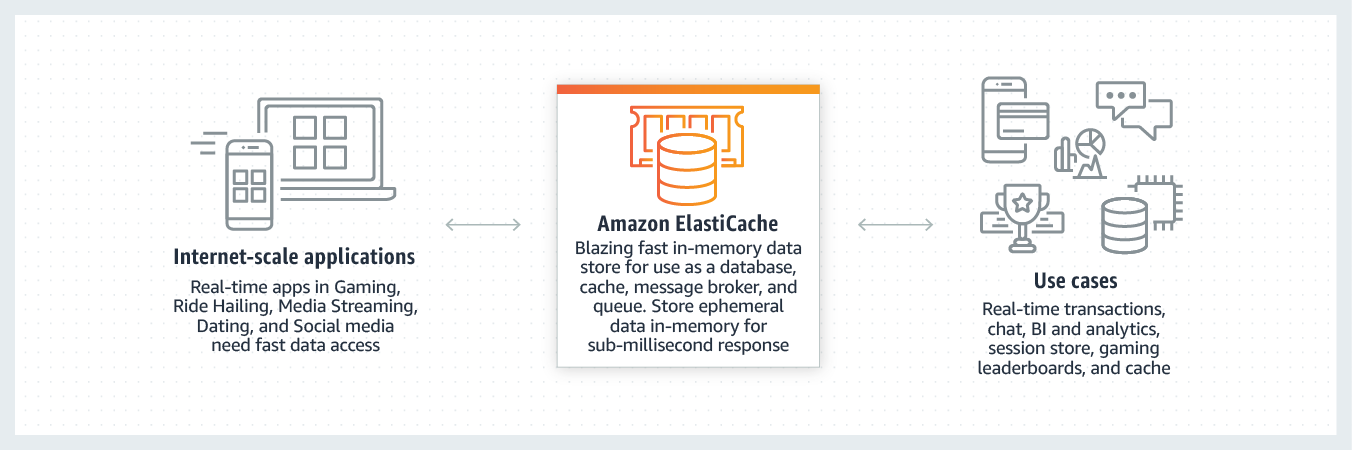 Internet-scale applications
Real-time apps in Gaming,
Ride Hailing, Media Streaming,
Dating, and Social media
need fast data access
Amazon ElastiCache
Blazing fast in-memory data
store for use as a database,
cache, message broker, and
queue. Store ephemeral
data in-memory for
sub-millisecond response
Use cases
Real-time transactions,
chat, BI and analytics,
session store, gaming
leaderboards, and cache